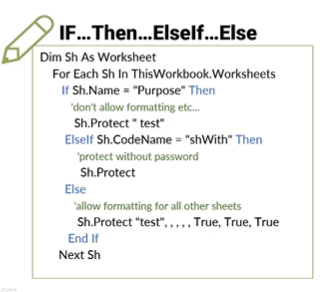 IF...Then...ElseIf...Else
Dim Sh As Worksheet
For Each Sh In ThisWorkbook.Worksheets
If Sh.Name = "Purpose" Then
'don't allow formatting etc...
Sh.Protect " test"
ElseIf Sh.CodeName = "shWith" Then
'protect without password
Sh.Protect
Else
'allow formatting for all other sheets
Sh.Protect "test", , , , , True, True, True
End If
Next Sh